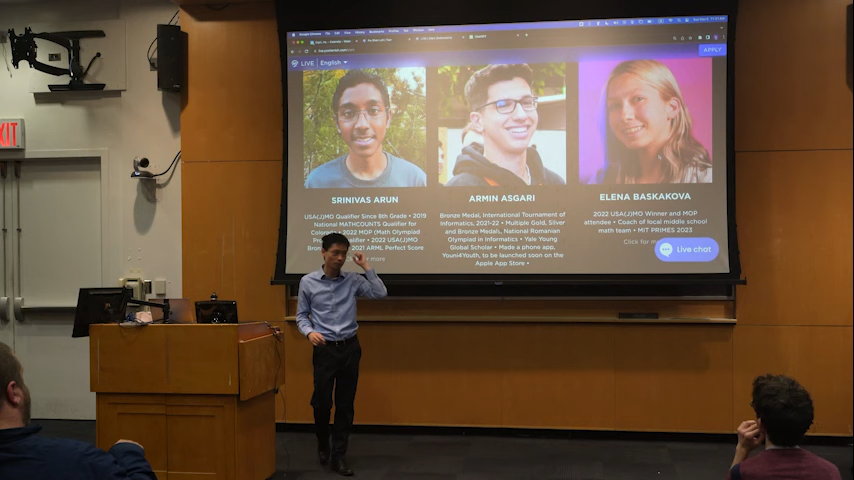 EXIT
LIVE English
APPLY
SRINIVAS ARUN
USA(J)MO Qualifier Since 8th Grade • 2019
National MATHCOUNTS Qualifier for
2022 MOP (Math Olympiad
2022 USA(J)MO
2021 ARML Perfect Score
more
ARMIN ASGARI
Bronze Medal, International Tournament of
Informatics, 2021-22 • Multiple Gold, Silver
and Bronze Medals, National Romanian
Olympiad in Informatics • Yale Young
Global Scholar • Made a phone app,
Youni4Youth, to be launched soon on the
Apple App Store •
ELENA BASKAKOVA
2022 USA(J)MO Winner and MOP
attendee • Coach of local middle school
math team • MIT PRIMES 2023
Click for
Live chat